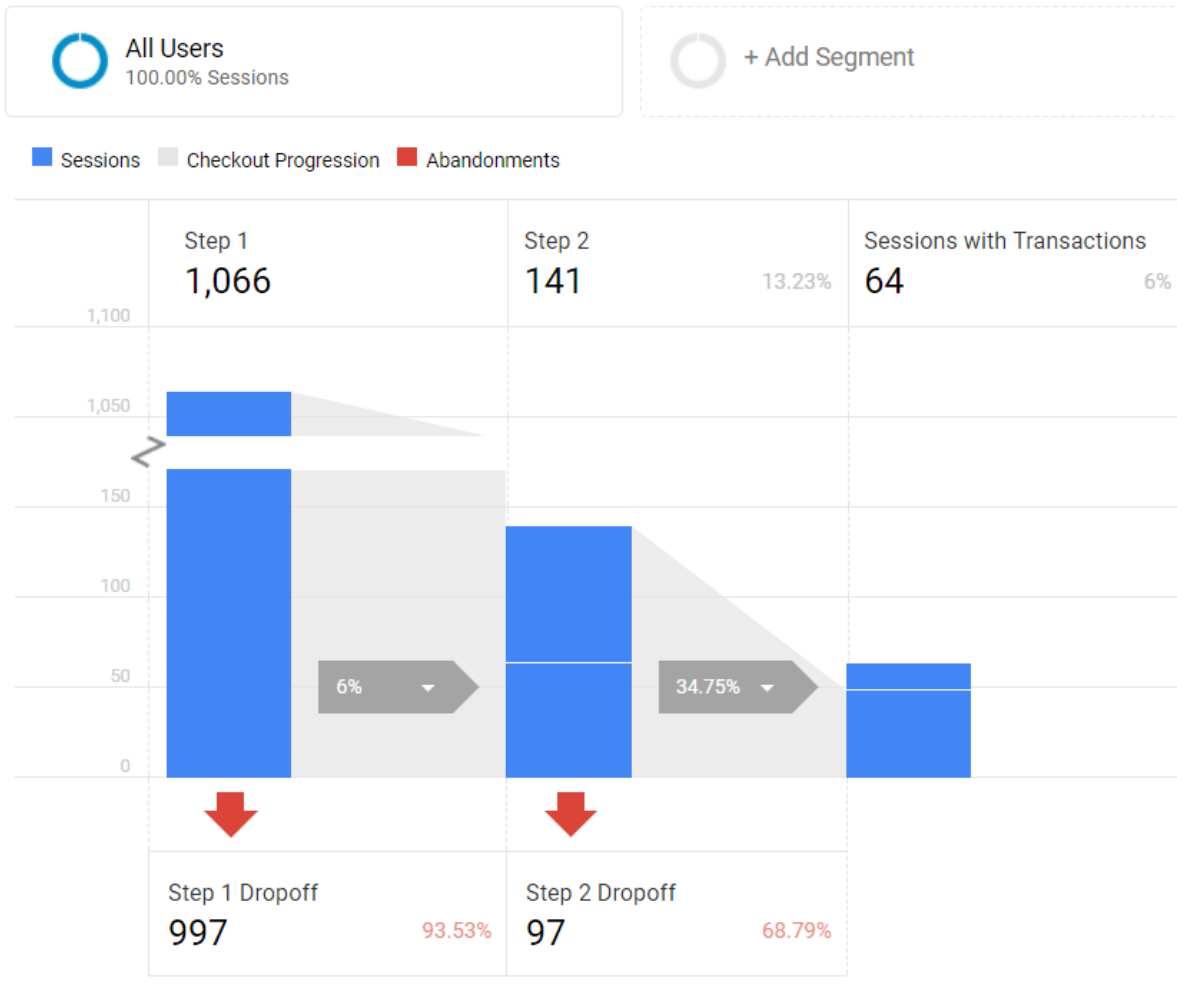 All Users
100.00% Sessions
+ Add Segment
Sessions Checkout Progression Abandonments
Step 1
1,066
Step 2
141 13.23%
Sessions with Transactions
64 6%
1,100
1,050
150
100
50
0
6%
34.75%
Step 1 Dropoff
997 93.53%
Step 2 Dropoff
97 68.79%